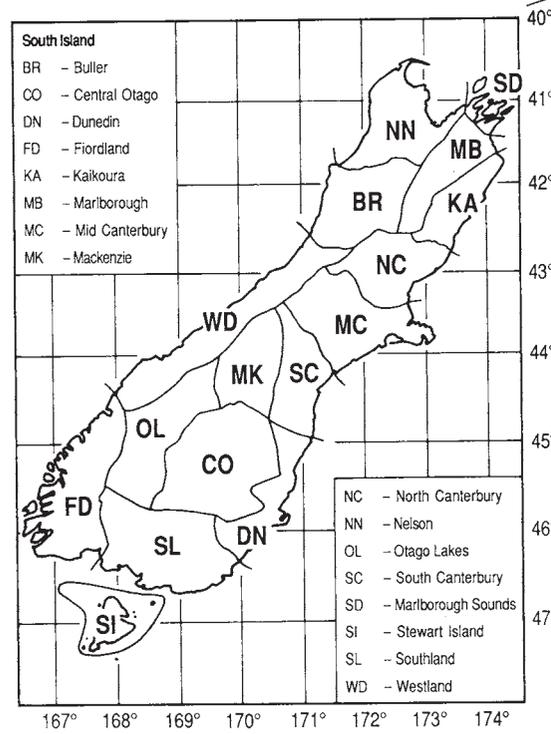 40°
South Island
BR – Buller
CO – Central Otago
DN – Dunedin
FD – Fiordland
KA – Kaikoura
MB – Marlborough
MC – Mid Canterbury
MK – Mackenzie
SD
41°
NN
MB
42°
BR
KA
NC
43°
WD
MC
44°
MK
SC
OL
45°
CO
FD
SL
DN
46
SI
47
NC – North Canterbury
NN – Nelson
OL – Otago Lakes
SC – South Canterbury
SD – Marlborough Sounds
SI – Stewart Island
SL – Southland
WD – Westland
167° 168° 169° 170° 171° 172° 173° 174°